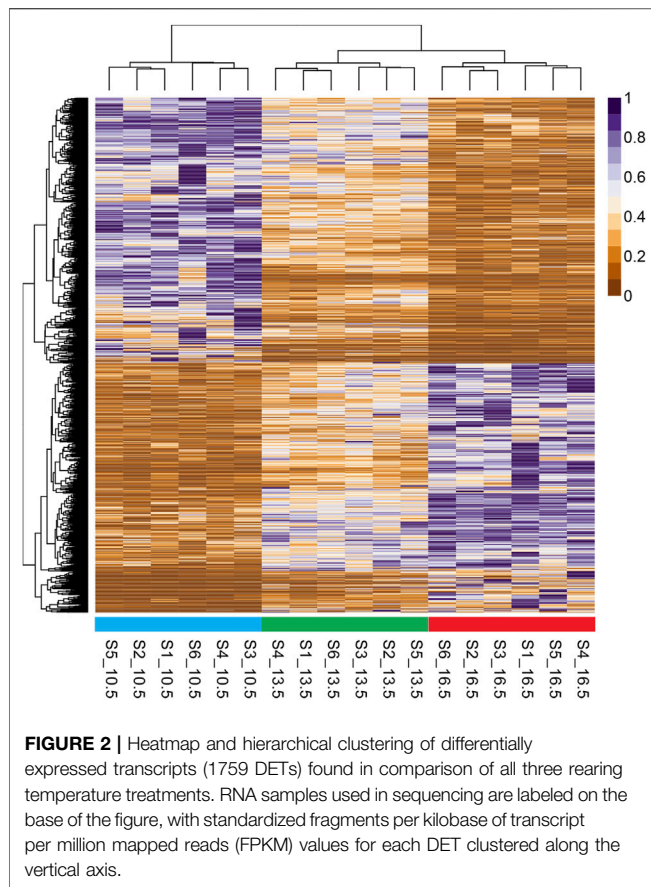 1
0.8
0.6
0.4
0.2
0
S5_10.5
S2_10.5
S1_10.5
S6_10.5
S4_10.5
S3_10.5
S4_13.5
S1_13.5
S6_13.5
S3_13.5
S2_13.5
S5_13.5
S6_16.5
S2_16.5
S3_16.5
S1_16.5
S5_16.5
S4_16.5
FIGURE 2 | Heatmap and hierarchical clustering of differentially
expressed transcripts (1759 DETs) found in comparison of all three rearing
temperature treatments. RNA samples used in sequencing are labeled on the
base of the figure, with standardized fragments per kilobase of transcript
per million mapped reads (FPKM) values for each DET clustered along the
vertical axis.